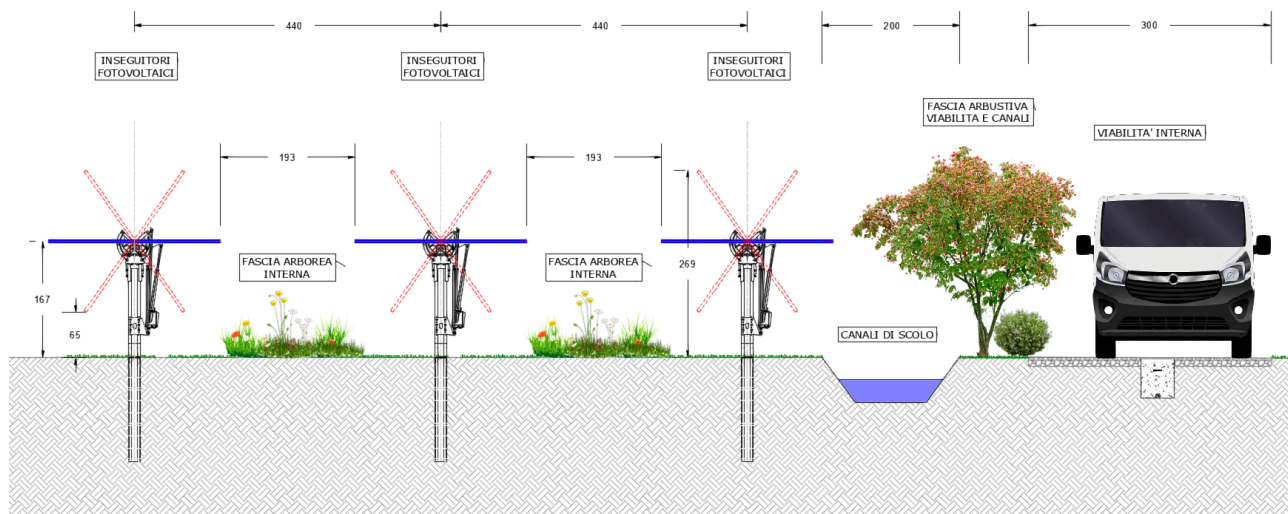 440
440
200
300
INSEGUITORI
FOTOVOLTAICI
INSEGUITORI
FOTOVOLTAICI
INSEGUITORI
FOTOVOLTAICI
FASCIA ARBUSTIVA
VIABILITA E CANALI
VIABILITA' INTERNA
193
193
FASCIA ARBOREA
INTERNA
FASCIA ARBOREA
INTERNA
269
167
65
CANALI DI SCOLO